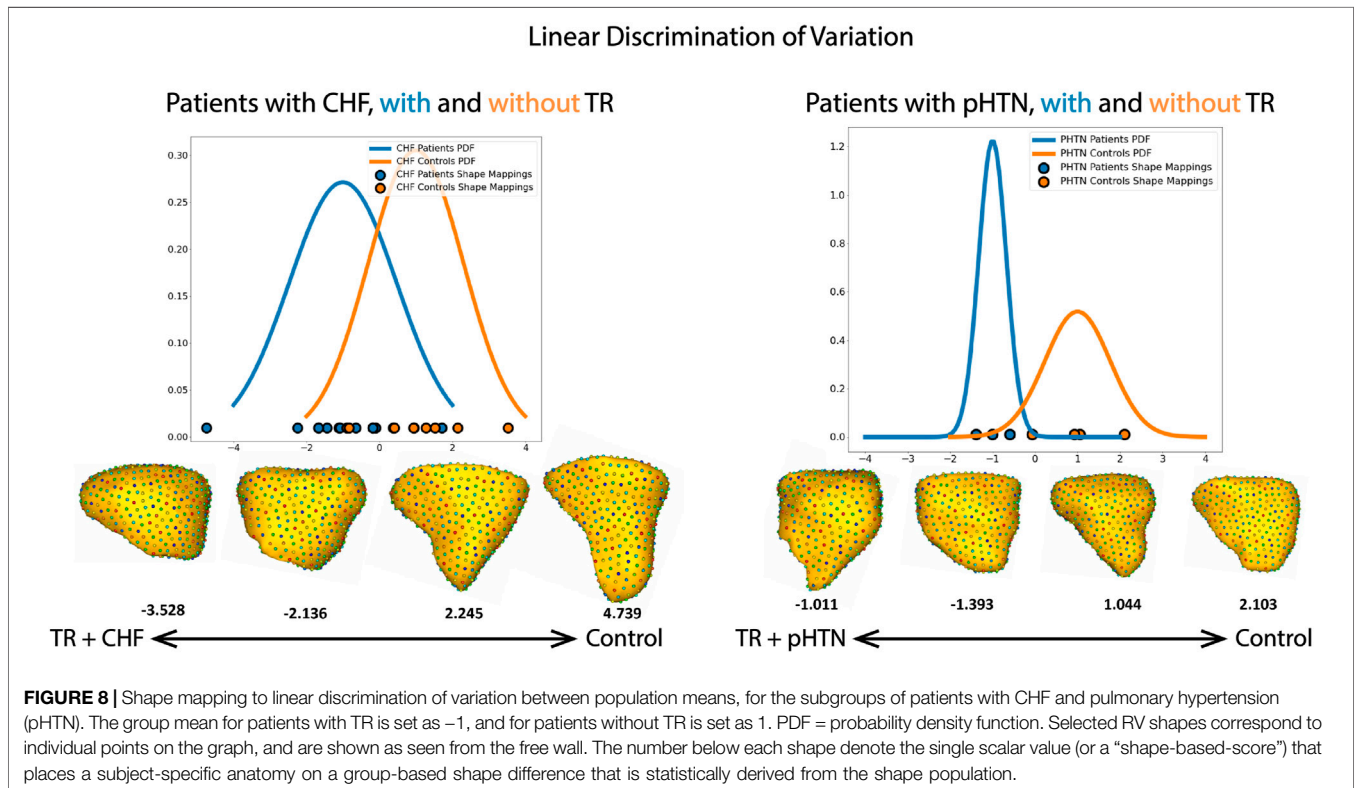 Linear Discrimination of Variation
Patients with CHF, with and without TR
CHF Patients PDF
CHF Controls PDF
CHF Patients Shape Mappings
CHF Controls Shape Mappings
0.30
0.25
0.20
0.15
0.10
0.05
0.00
−4 −2 0 2 4
-3.528 -2.136 2.245 4.739
TR + CHF Control
Patients with pHTN, with and without TR
PHTN Patients PDF
PHTN Controls PDF
PHTN Patients Shape Mappings
PHTN Controls Shape Mappings
1.2
1.0
0.8
0.6
0.4
0.2
0.0
−4 −3 −2 −1 0 1 2 3 4
-1.011 -1.393 1.044 2.103
TR + pHTN Control
FIGURE 8 | Shape mapping to linear discrimination of variation between population means, for the subgroups of patients with CHF and pulmonary hypertension
(pHTN). The group mean for patients with TR is set as −1, and for patients without TR is set as 1. PDF = probability density function. Selected RV shapes correspond to
individual points on the graph, and are shown as seen from the free wall. The number below each shape denote the single scalar value (or a “shape-based-score”) that
places a subject-specific anatomy on a group-based shape difference that is statistically derived from the shape population.